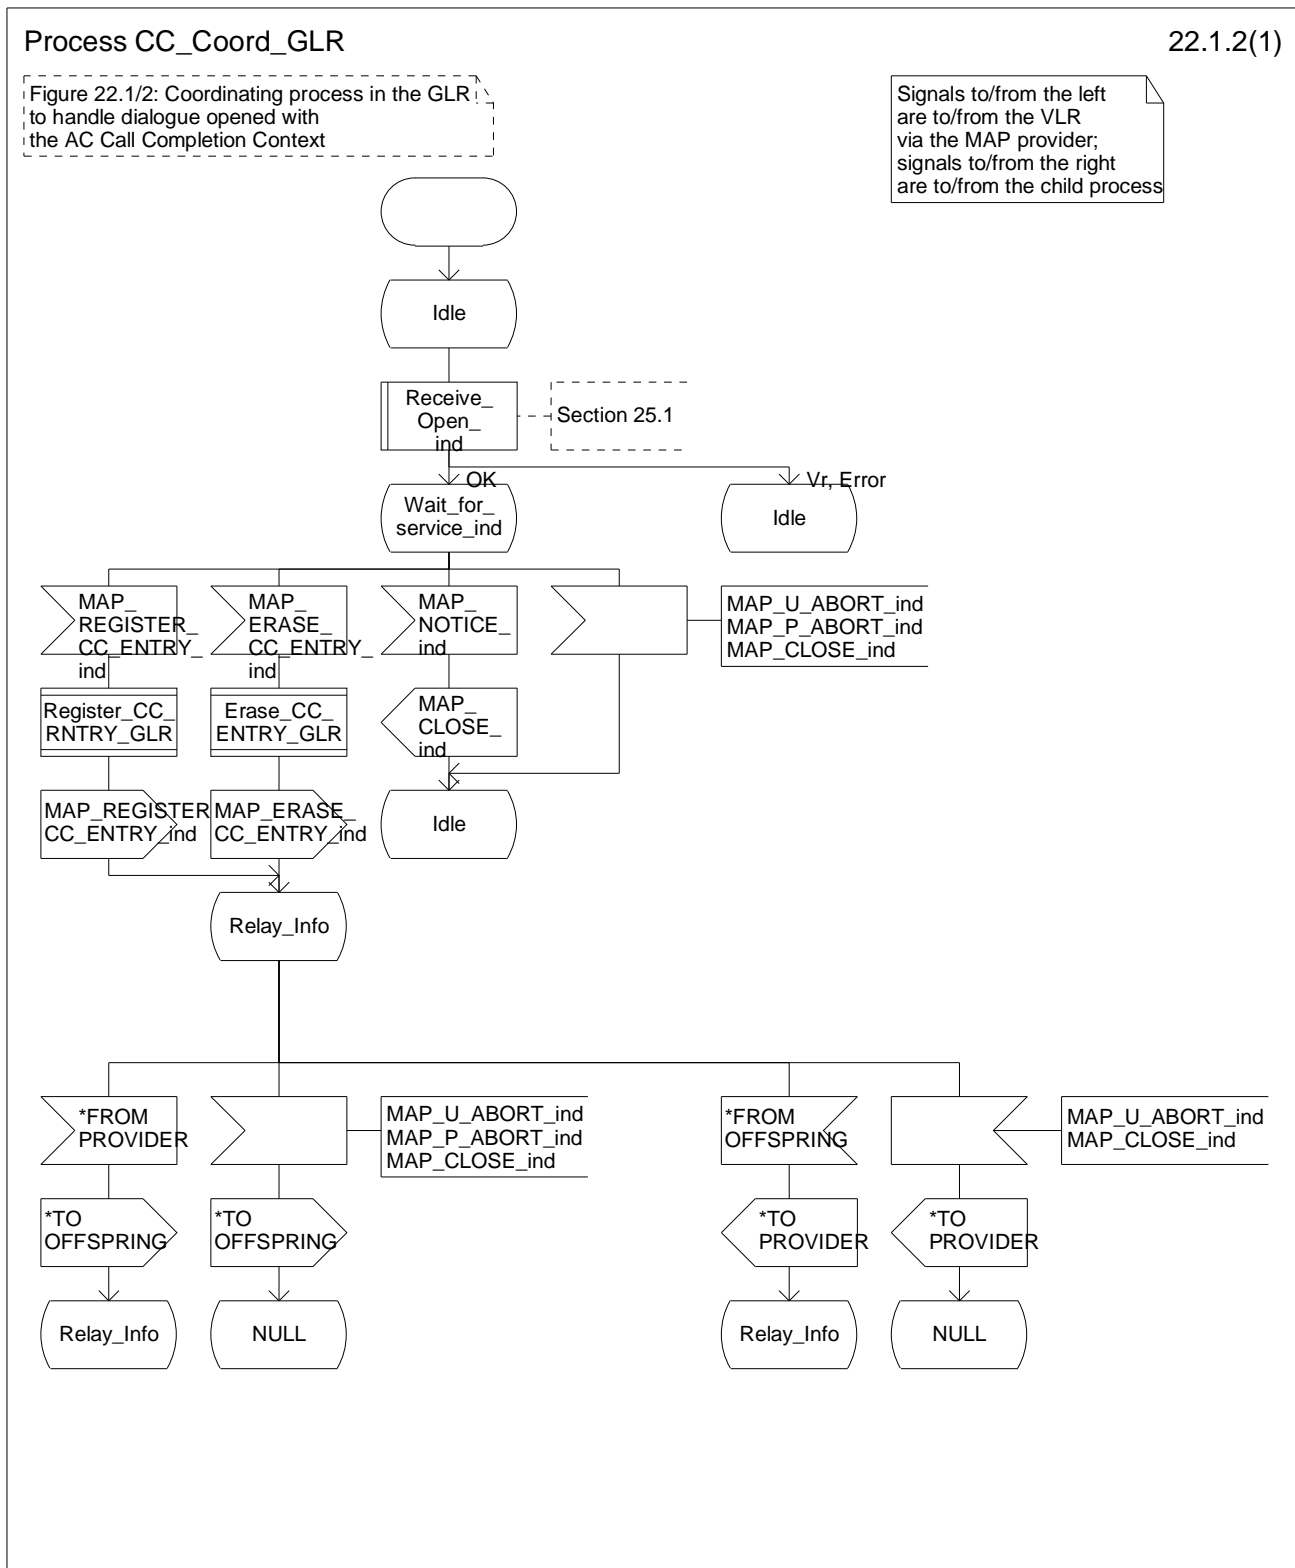 Process CC_Coord_GLR
22.1.2(1)
Figure 22.1/2: Coordinating process in the GLR
to handle dialogue opened with
the AC Call Completion Context
Signals to/from the left
are to/from the VLR
via the MAP provider;
signals to/from the right
are to/from the child process
Idle
Receive_
Open_
ind
Section 25.1
OK
Vr, Error
Wait_for_
service_ind
Idle
MAP_
REGISTER_
CC_ENTRY_
ind
MAP_
ERASE_
CC_ENTRY_
ind
MAP_
NOTICE_
ind
MAP_U_ABORT_ind
MAP_P_ABORT_ind
MAP_CLOSE_ind
Register_CC_
RNTRY_GLR
Erase_CC_
ENTRY_GLR
MAP_
CLOSE_
ind
MAP_REGISTER
CC_ENTRY_ind
MAP_ERASE_
CC_ENTRY_ind
Idle
Relay_Info
*FROM
PROVIDER
MAP_U_ABORT_ind
MAP_P_ABORT_ind
MAP_CLOSE_ind
*FROM
OFFSPRING
MAP_U_ABORT_ind
MAP_CLOSE_ind
*TO
OFFSPRING
*TO
OFFSPRING
*TO
PROVIDER
*TO
PROVIDER
Relay_Info
NULL
Relay_Info
NULL